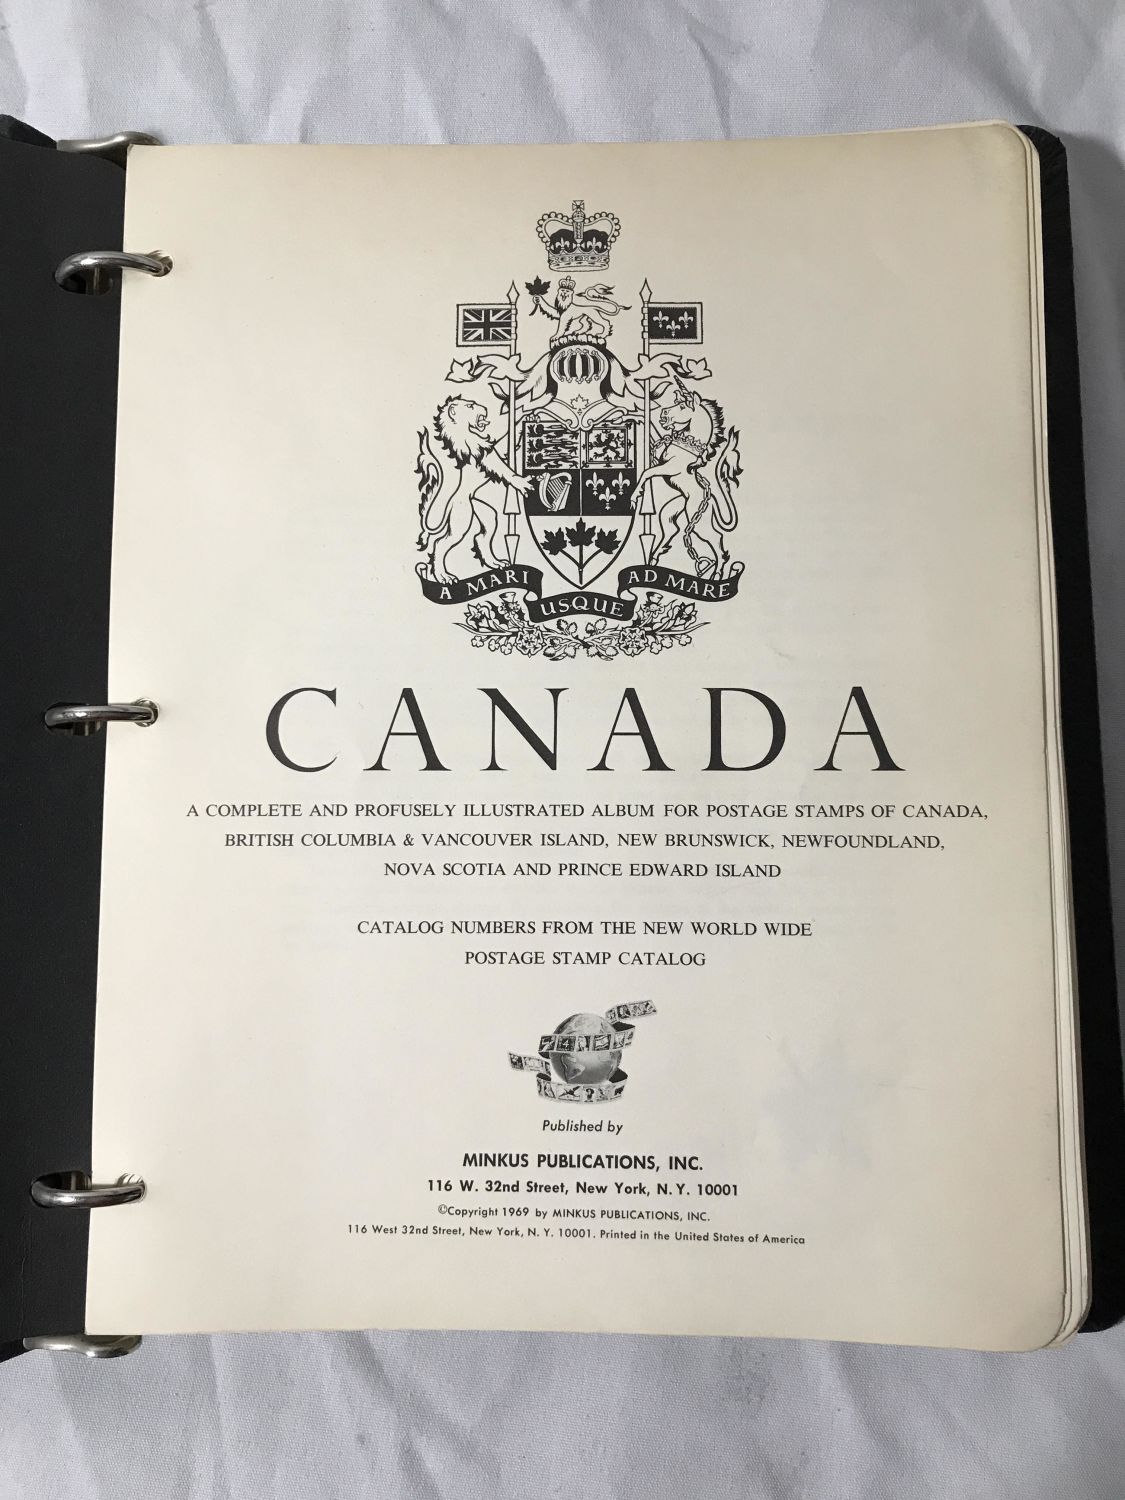 A MARI
USQUE
AD MARE
CANADA
A COMPLETE AND PROFUSELY ILLUSTRATED ALBUM FOR POSTAGE STAMPS OF CANADA,
BRITISH COLUMBIA & VANCOUVER ISLAND, NEW BRUNSWICK, NEWFOUNDLAND,
NOVA SCOTIA AND PRINCE EDWARD ISLAND
CATALOG NUMBERS FROM THE NEW WORLD WIDE
POSTAGE STAMP CATALOG
Published by
MINKUS PUBLICATIONS, INC.
116 W. 32nd Street, New York, N. Y. 10001
©Copyright 1969 by MINKUS PUBLICATIONS, INC.
116 West 32nd Street, New York, N. Y. 10001. Printed in the United States of America